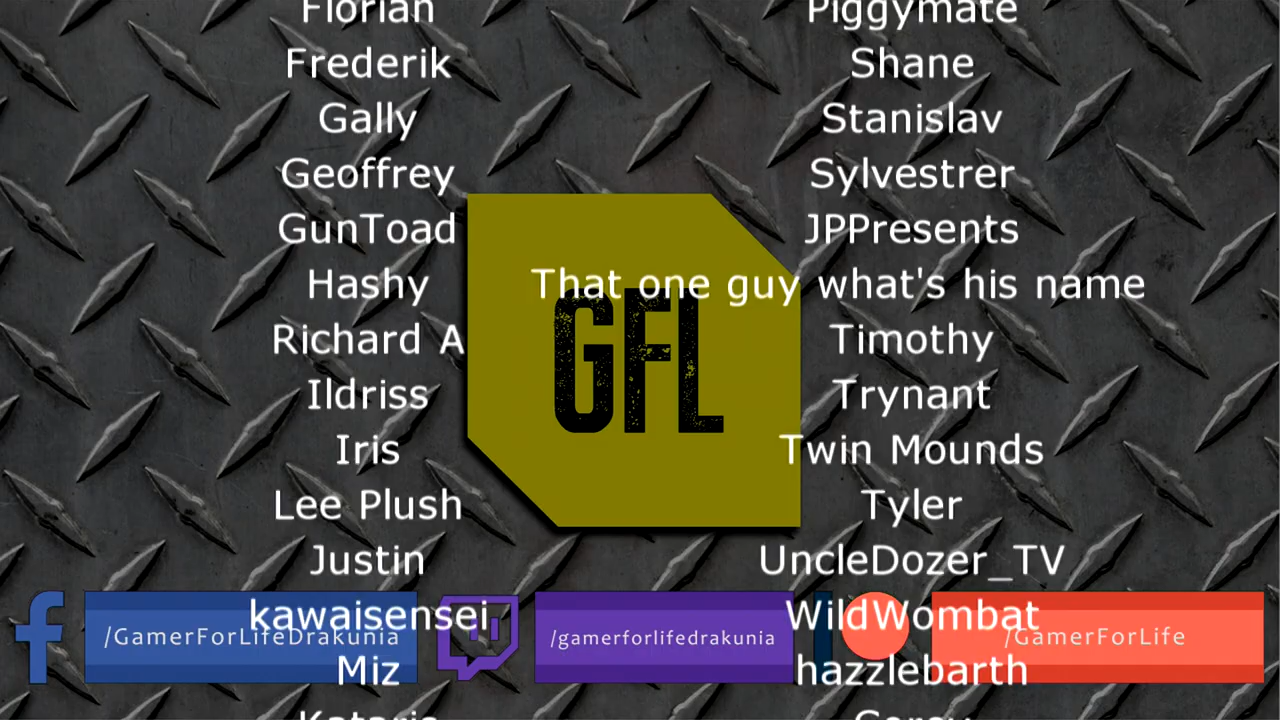 Florian
Frederik
Gally
Geoffrey
GunToad
Hashy
Richard A
Ildriss
Iris
Lee Plush
Justin
kawaisensei
Miz
Piggymate
Shane
Stanislav
Sylvestrer
JPPresents
That one guy what's his name
Timothy
Trynant
Twin Mounds
Tyler
UncleDozer_TV
WildWombat
hazzlebarth
GFL
/GamerForLifeDrakunia
/gamerforlifedrakunia
/GamerForLife